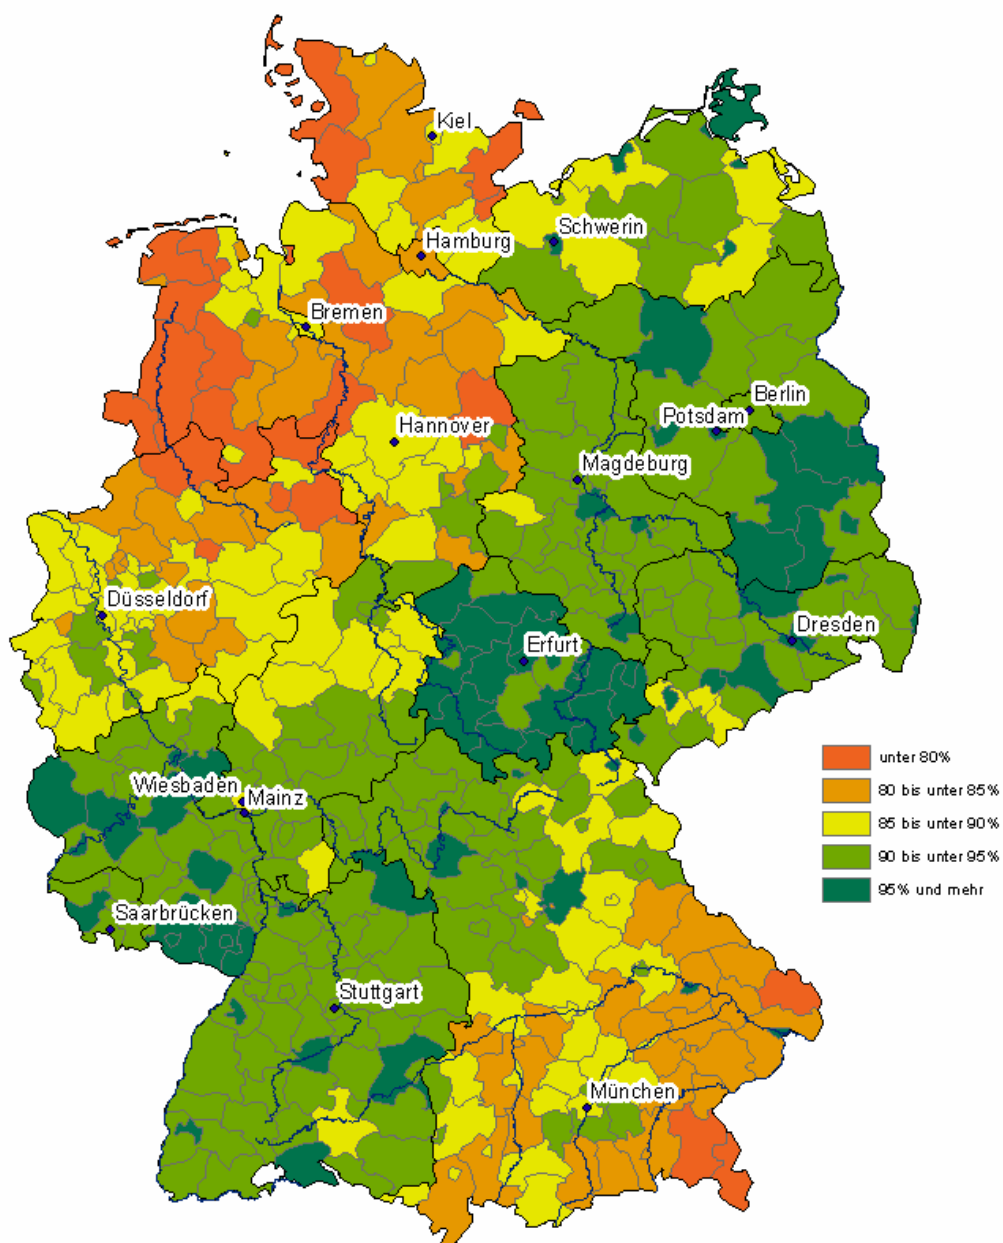 Kiel
Schwerin
Hamburg
Bremen
Berlin
Potsdam
Hannover
Magdeburg
Düsseldorf
Dresden
Erfurt
Wiesbaden
Mainz
Saarbrücken
Stuttgart
München
unter 80%
80 bis unter 85%
85 bis unter 90%
90 bis unter 95%
95% und mehr